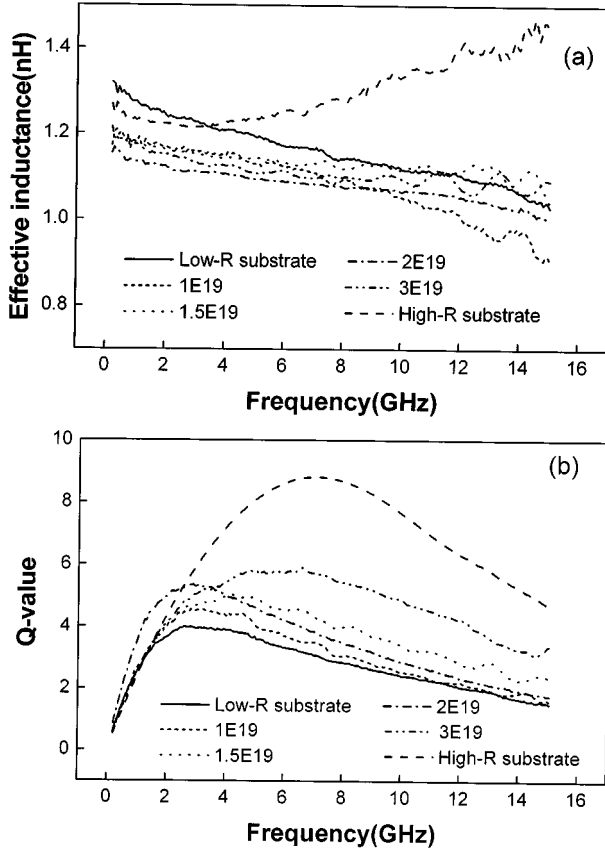 (a)
Effective inductance(nH)
1.4
1.2
1.0
0.8
Low-R substrate
1E19
1.5E19
2E19
3E19
High-R substrate
0 2 4 6 8 10 12 14 16
Frequency(GHz)
(b)
Q-value
10
8
6
4
2
0
Low-R substrate
1E19
1.5E19
2E19
3E19
High-R substrate
0 2 4 6 8 10 12 14 16
Frequency(GHz)